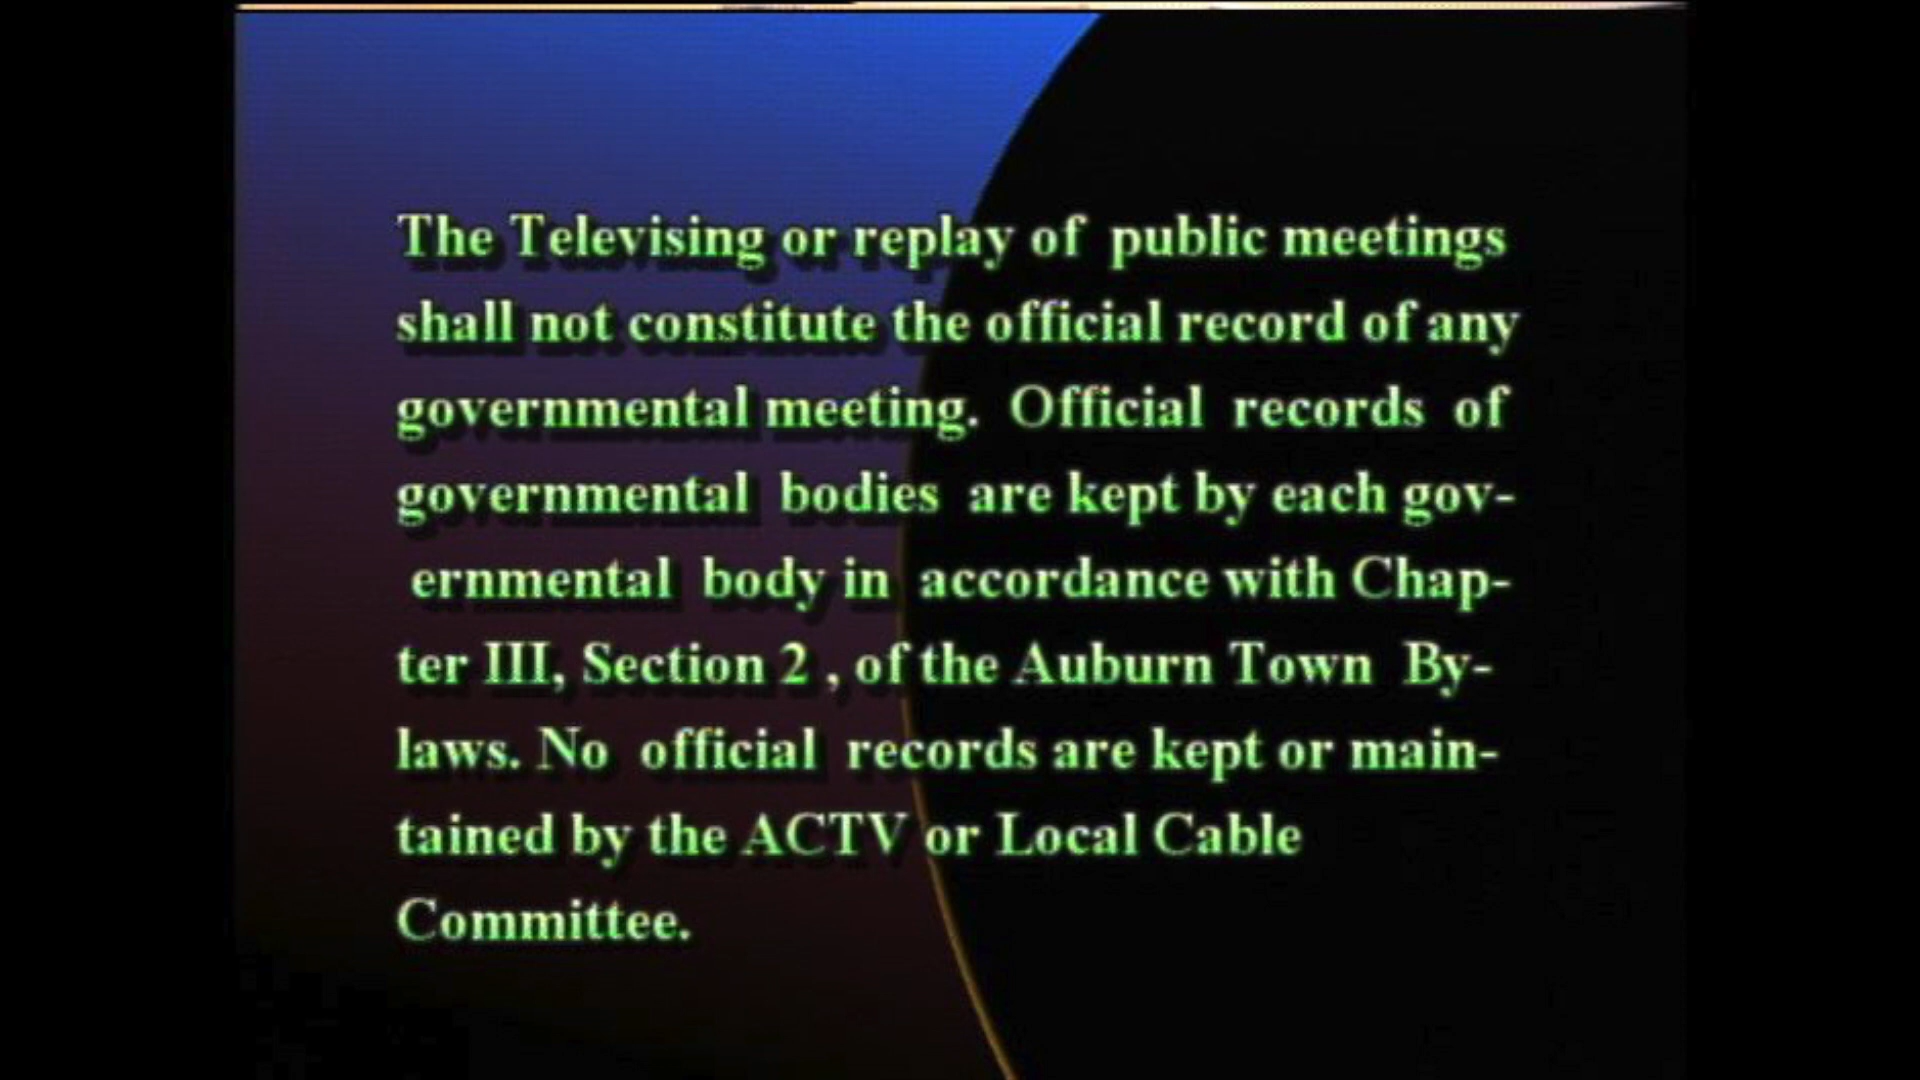 The Televising or replay of public meetings
shall not constitute the official record of any
governmental meeting. Official records of
governmental bodies are kept by each gov-
ernmental body in accordance with Chap-
ter III, Section 2 , of the Auburn Town By-
laws. No official records are kept or main-
tained by the ACTV or Local Cable
Committee.